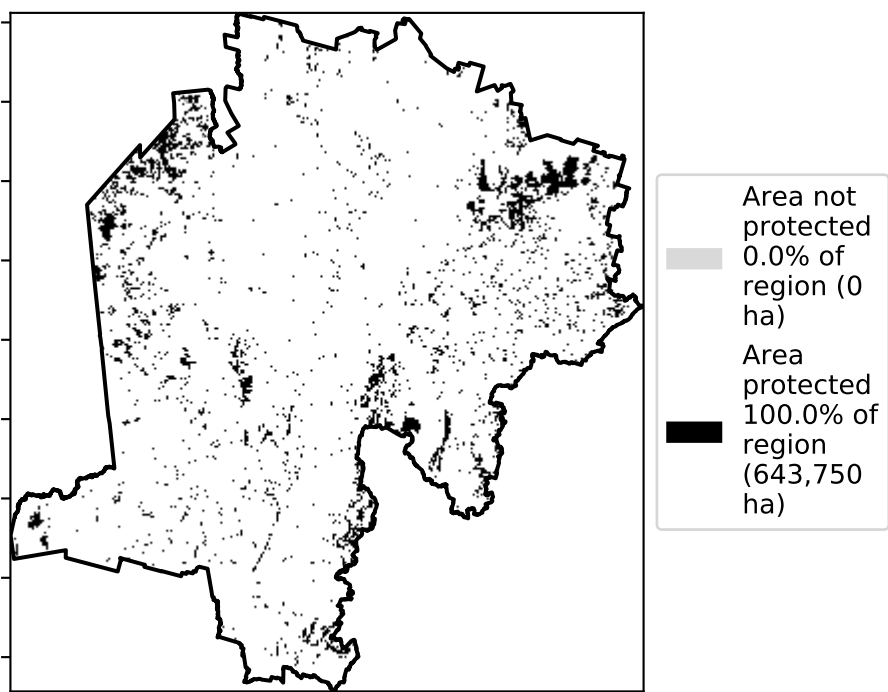 Area not
protected
0.0% of
region (0
ha)
Area
protected
100.0% of
region
(643,750
ha)